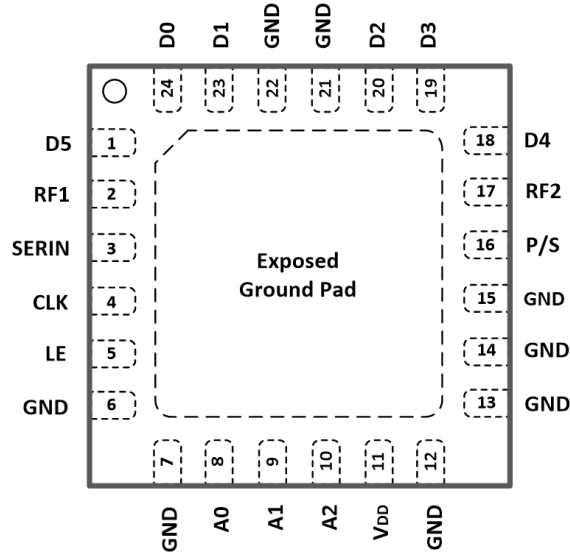 D0 D1 GND GND D2 D3
24 23 22 21 20 19
D5 1 18 D4
RF1 2 17 RF2
SERIN 3 16 P/S
CLK 4 15 GND
LE 5 14 GND
GND 6 13 GND
Exposed
Ground Pad
7 8 9 10 11 12
GND A0 A1 A2 VDD GND